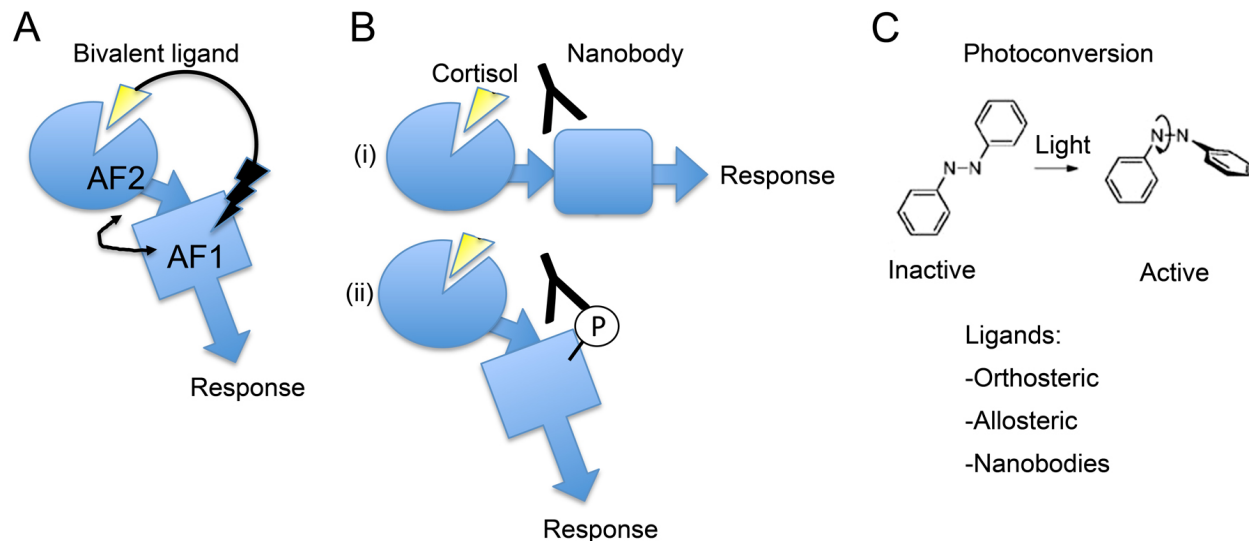 A
Bivalent ligand
AF2
AF1
Response
B
Cortisol
Nanobody
(i)
Response
(ii)
P
Response
C
Photoconversion
N
N
Light
N
N
Inactive
Active
Ligands:
-Orthosteric
-Allosteric
-Nanobodies